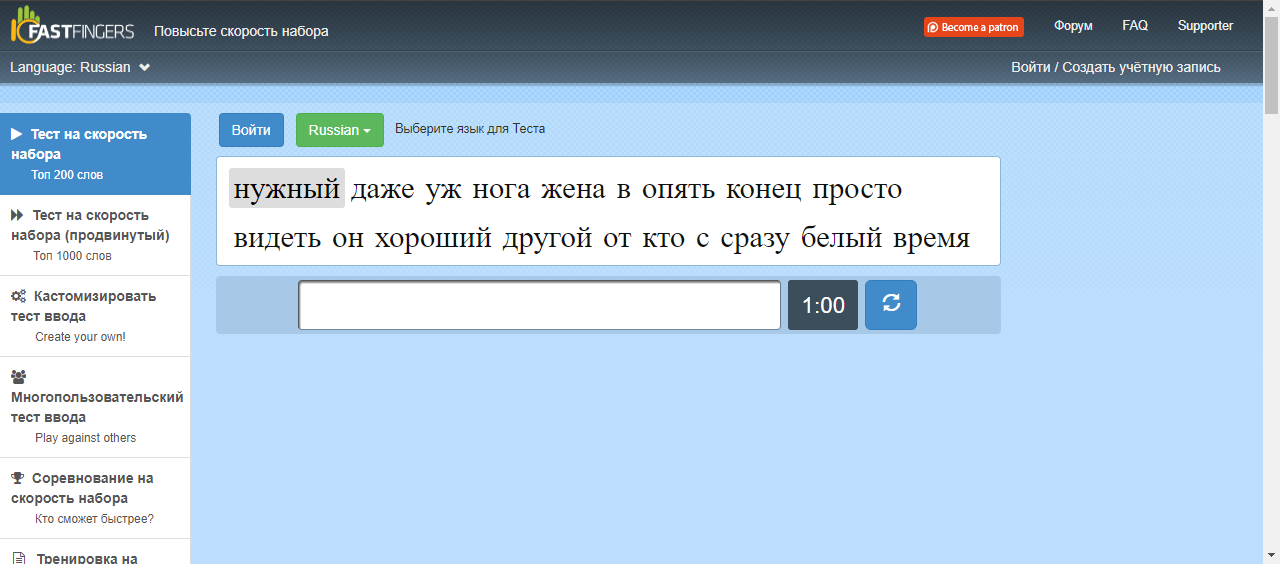 10FASTFINGERS Повысьте скорость набора Become a patron Форум FAQ Supporter
Language: Russian Войти / Создать учётную запись
Тест на скорость
набора
Топ 200 слов
Тест на скорость
набора (продвинутый)
Топ 1000 слов
Кастомизировать
тест ввода
Create your own!
Многопользовательский
тест ввода
Play against others
Соревнование на
скорость набора
Кто сможет быстрее?
Тренировка на
Войти Russian Выберите язык для Теста
нужный даже уж нога жена в опять конец просто
видеть он хороший другой от кто с сразу белый время
1:00